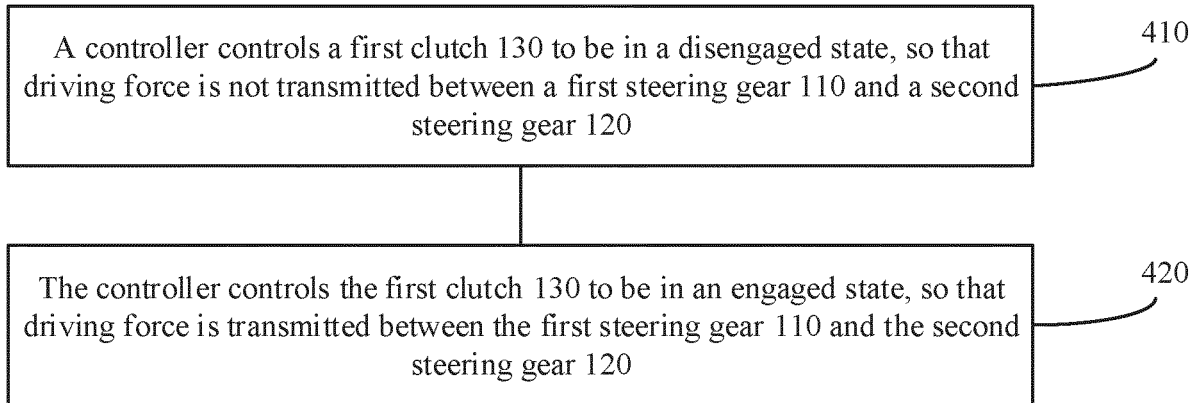 A controller controls a first clutch 130 to be in a disengaged state, so that
driving force is not transmitted between a first steering gear 110 and a second
steering gear 120
410
The controller controls the first clutch 130 to be in an engaged state, so that
driving force is transmitted between the first steering gear 110 and the second
steering gear 120
420